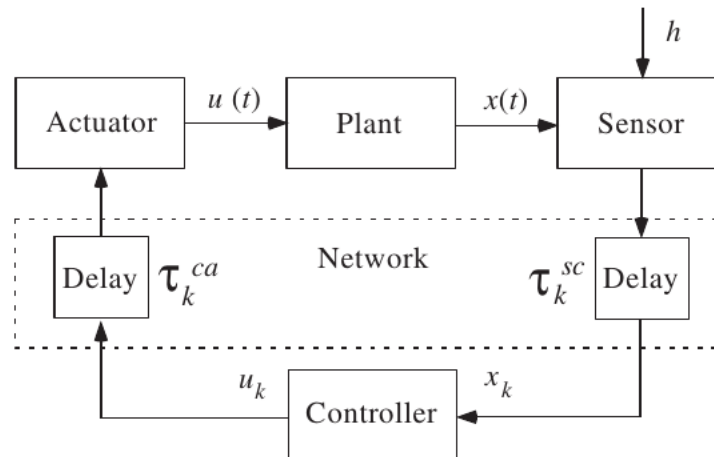 h
u (t)
x(t)
Actuator
Plant
Sensor
Network
Delay
τ_k^{ca}
τ_k^{sc}
Delay
u_k
x_k
Controller